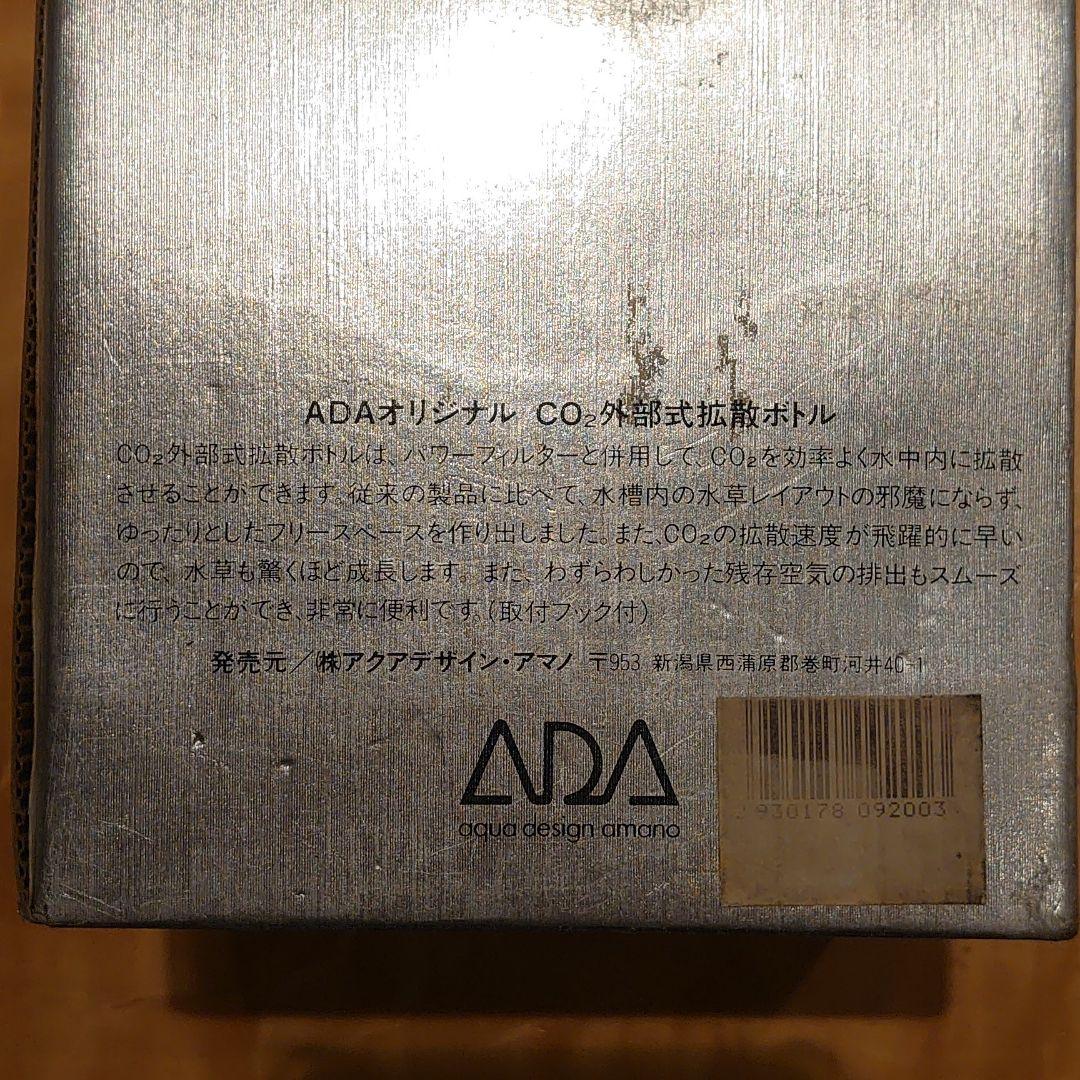 ADAオリジナル CO₂外部式拡散ボトル
CO₂外部式拡散ボトルは、パワーフィルターと併用して、CO₂を効率よく水中内に拡散
させることができます。従来の製品に比べて、水槽内の水草レイアウトの邪魔にならず、
ゆったりとしたフリースペースを作り出しました。また、CO₂の拡散速度が飛躍的に早い
ので、水草も驚くほど成長します。また、わずらわしかった残存空気の排出もスムーズ
に行うことができ、非常に便利です。(取付フック付)
発売元/㈱アクアデザイン・アマノ 〒953 新潟県西蒲原郡巻町河井40-1
ADA
aqua design amano
930178 092003